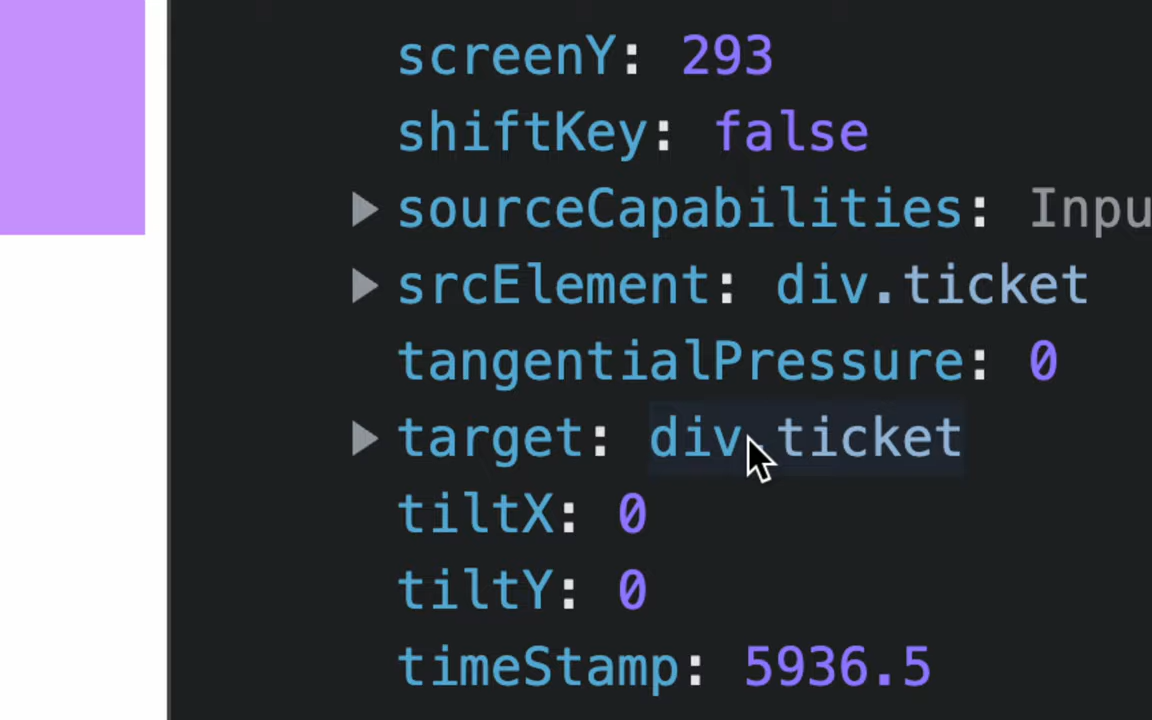 screenY: 293
shiftKey: false
sourceCapabilities: Inpu
srcElement: div.ticket
tangentialPressure: 0
target: div.ticket
tiltX: 0
tiltY: 0
timeStamp: 5936.5